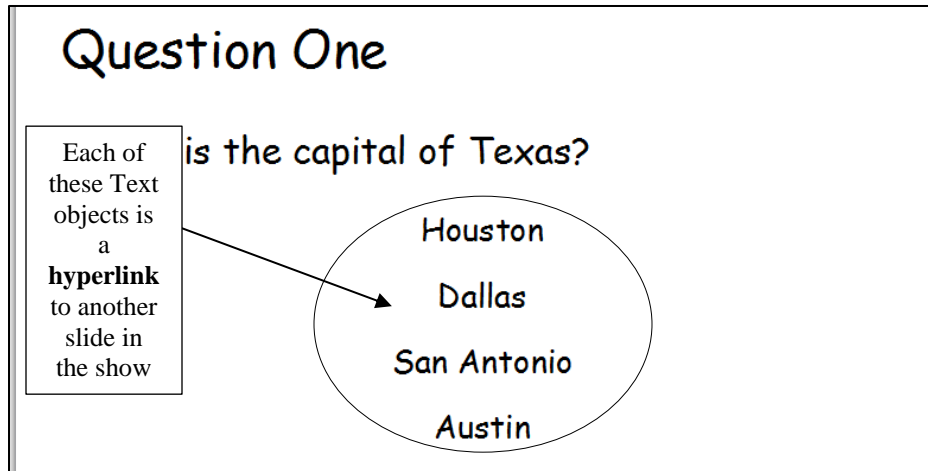 Question One
is the capital of Texas?
Each of
these Text
objects is
a
hyperlink
to another
slide in
the show
Houston
Dallas
San Antonio
Austin